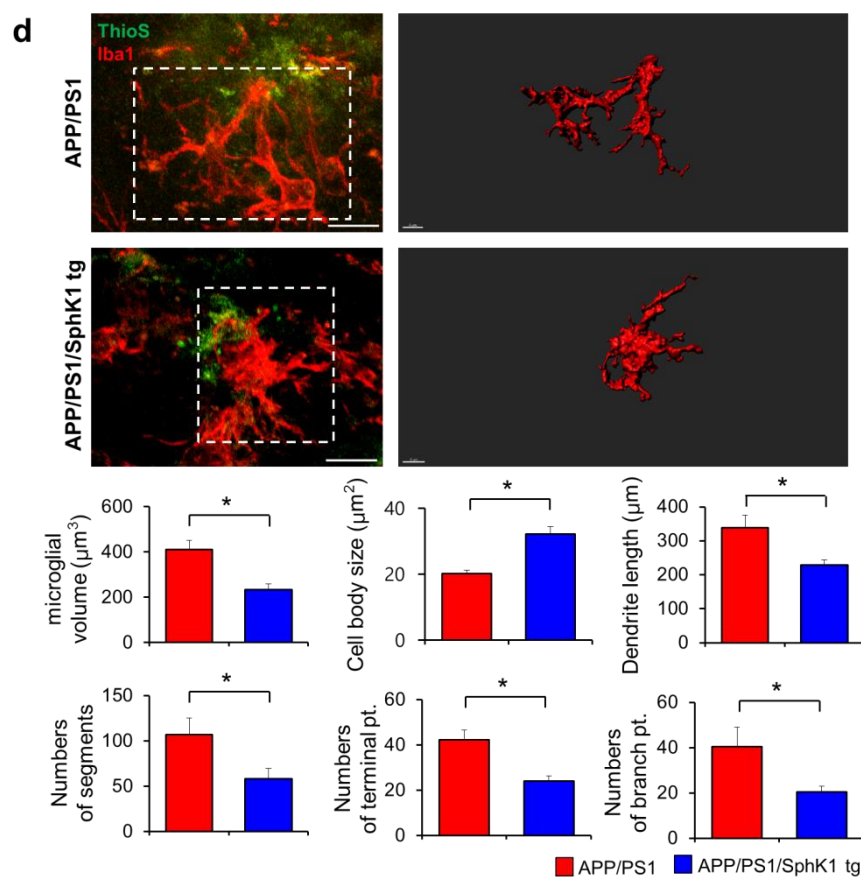 d
ThioS
Iba1
APP/PS1
APP/PS1/SphK1 tg
microglial
volume (μm³)
600
400
200
0
*
Cell body size (μm²)
40
20
0
*
Dendrite length (μm)
400
300
200
100
0
*
Numbers
of segments
150
100
50
0
*
Numbers
of terminal pt.
60
40
20
0
*
Numbers
of branch pt.
60
40
20
0
*
APP/PS1
APP/PS1/SphK1 tg